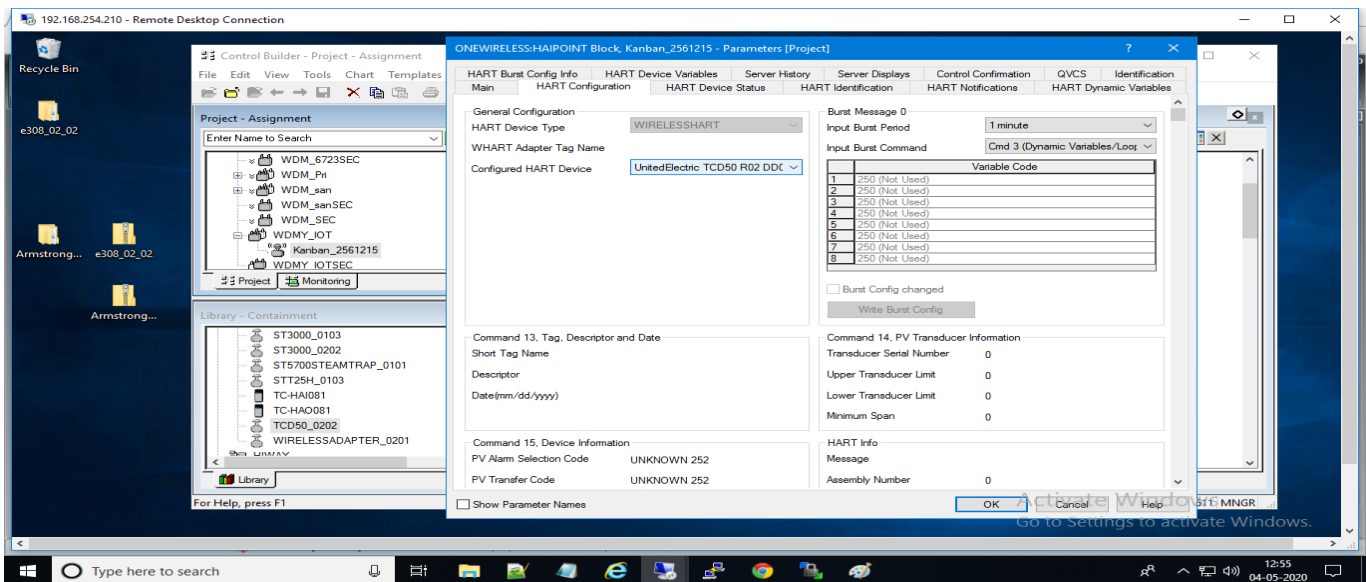 192.168.254.210 - Remote Desktop Connection
Recycle Bin
e308_02_02
Armstrong...
e308_02_02
Armstrong...
Control Builder - Project - Assignment
File Edit View Tools Chart Templates
Project - Assignment
Enter Name to Search
WDM_6723SEC
WDM_Pri
WDM_san
WDM_sanSEC
WDM_SEC
WDMY_IOT
Kanban_2561215
WDMY_IOTSEC
Project Monitoring
Library - Containment
ST3000_0103
ST3000_0202
ST5700STEAMTRAP_0101
STT25H_0103
TC-HAI081
TC-HAO081
TCD50_0202
WIRELESSADAPTER_0201
HIWAY
Library
For Help, press F1
ONEWIRELESS:HAIPOINT Block, Kanban_2561215 - Parameters [Project]
HART Burst Config Info HART Device Variables Server History Server Displays Control Confirmation QVCS Identification
Main HART Configuration HART Device Status HART Identification HART Notifications HART Dynamic Variables
General Configuration
HART Device Type WIRELESSHART
WHART Adapter Tag Name
Configured HART Device UnitedElectric TCD50 R02 DD(
Burst Message 0
Input Burst Period 1 minute
Input Burst Command Cmd 3 (Dynamic Variables/Loop
Variable Code
1 250 (Not Used)
2 250 (Not Used)
3 250 (Not Used)
4 250 (Not Used)
5 250 (Not Used)
6 250 (Not Used)
7 250 (Not Used)
8 250 (Not Used)
Burst Config changed
Write Burst Config
Command 13, Tag, Descriptor and Date
Short Tag Name
Descriptor
Date(mm/dd/yyyy)
Command 14, PV Transducer Information
Transducer Serial Number 0
Upper Transducer Limit 0
Lower Transducer Limit 0
Minimum Span 0
Command 15, Device Information
PV Alarm Selection Code UNKNOWN 252
PV Transfer Code UNKNOWN 252
HART Info
Message
Assembly Number 0
Show Parameter Names
OK Cancel Help
MNGR
Activate Windows
Go to Settings to activate Windows.
Type here to search
12:55
04-05-2020